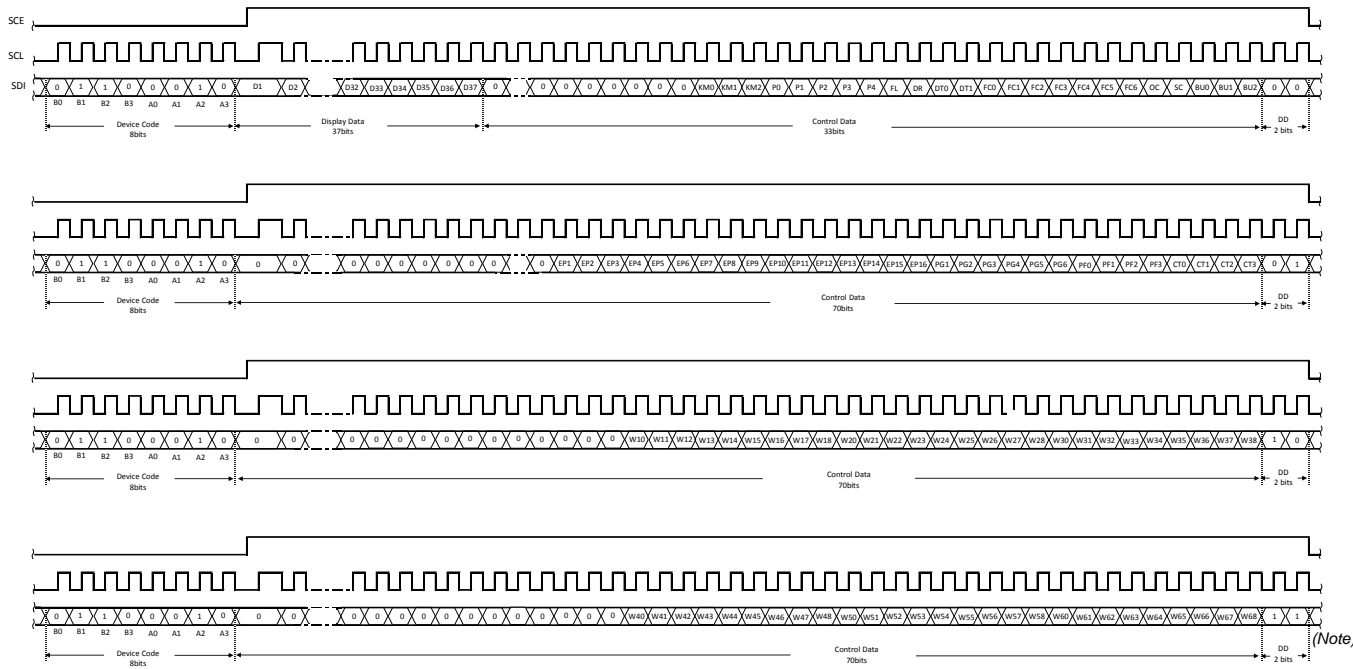 SCE
SCL
SDI 0 1 1 0 0 0 1 0 D1 D2 D32 D33 D34 D35 D36 D37 0 0 0 0 0 0 0 0 KM0 KM1 KM2 P0 P1 P2 P3 P4 FL DR DT0 DT1 FC0 FC1 FC2 FC3 FC4 FC5 FC6 OC SC BU0 BU1 BU2 0 0
B0 B1 B2 B3 A0 A1 A2 A3
Device Code Display Data Control Data DD
8bits 37bits 33bits 2 bits
0 1 1 0 0 0 1 0 0 0 0 0 0 0 0 0 0 0 EP1 EP2 EP3 EP4 EP5 EP6 EP7 EP8 EP9 EP10 EP11 EP12 EP13 EP14 EP15 EP16 PG1 PG2 PG3 PG4 PG5 PG6 PF0 PF1 PF2 PF3 CT0 CT1 CT2 CT3 0 1
B0 B1 B2 B3 A0 A1 A2 A3
Device Code Control Data DD
8bits 70bits 2 bits
0 1 1 0 0 0 1 0 0 0 0 0 0 0 0 0 0 0 0 0 0 0 W10 W11 W12 W13 W14 W15 W16 W17 W18 W20 W21 W22 W23 W24 W25 W26 W27 W28 W30 W31 W32 W33 W34 W35 W36 W37 W38 1 0
B0 B1 B2 B3 A0 A1 A2 A3
Device Code Control Data DD
8bits 70bits 2 bits
0 1 1 0 0 0 1 0 0 0 0 0 0 0 0 0 0 0 0 0 0 0 W40 W41 W42 W43 W44 W45 W46 W47 W48 W50 W51 W52 W53 W54 W55 W56 W57 W58 W60 W61 W62 W63 W64 W65 W66 W67 W68 1 1
B0 B1 B2 B3 A0 A1 A2 A3
(Note)
Device Code Control Data DD
8bits 70bits 2 bits